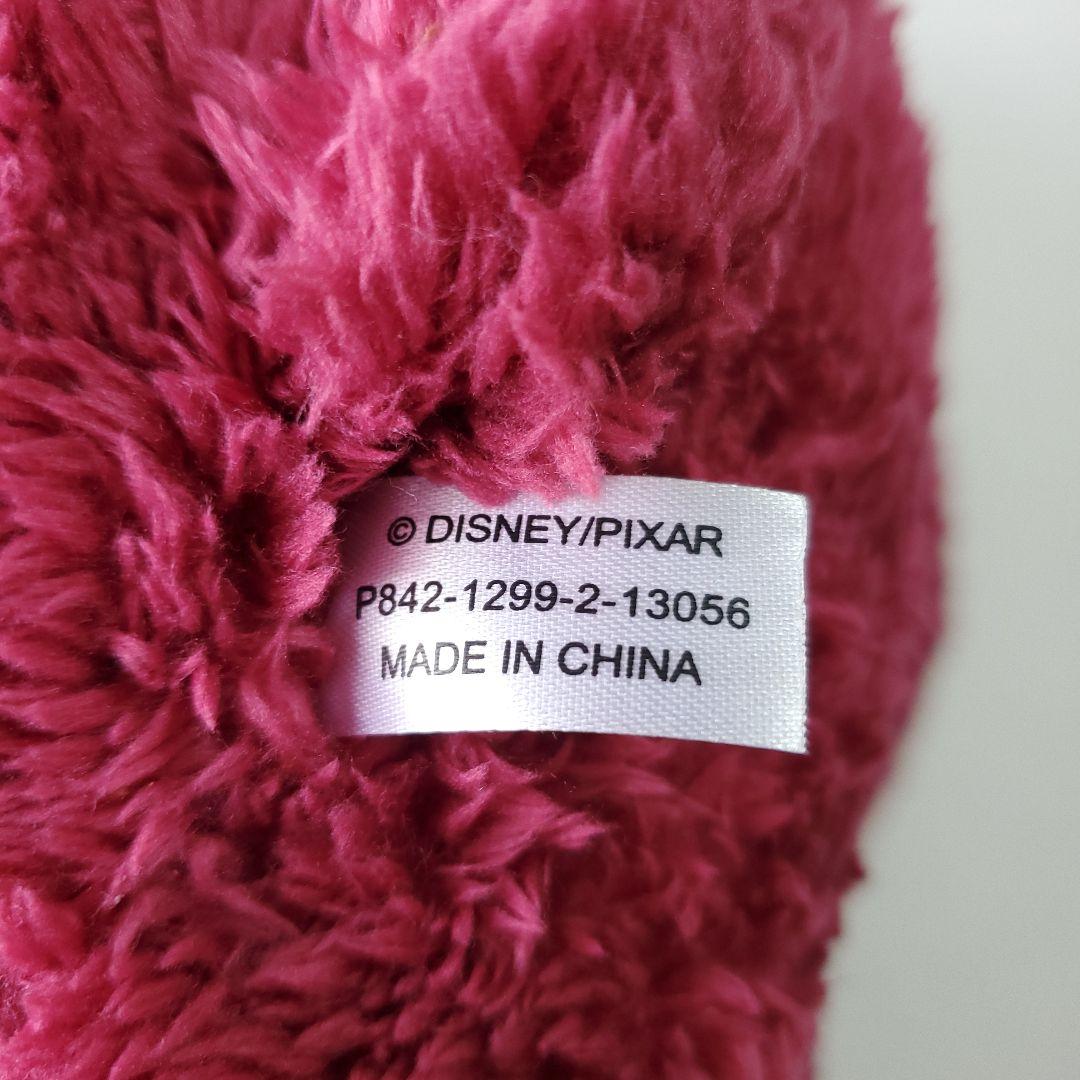 © DISNEY/PIXAR
P842-1299-2-13056
MADE IN CHINA